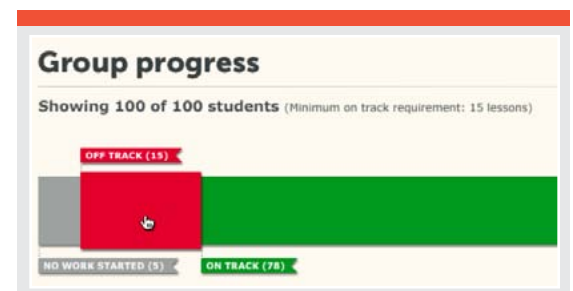 Group progress
Showing 100 of 100 students (Minimum on track requirement: 15 lessons)
OFF TRACK (15)
NO WORK STARTED (5)
ON TRACK (78)